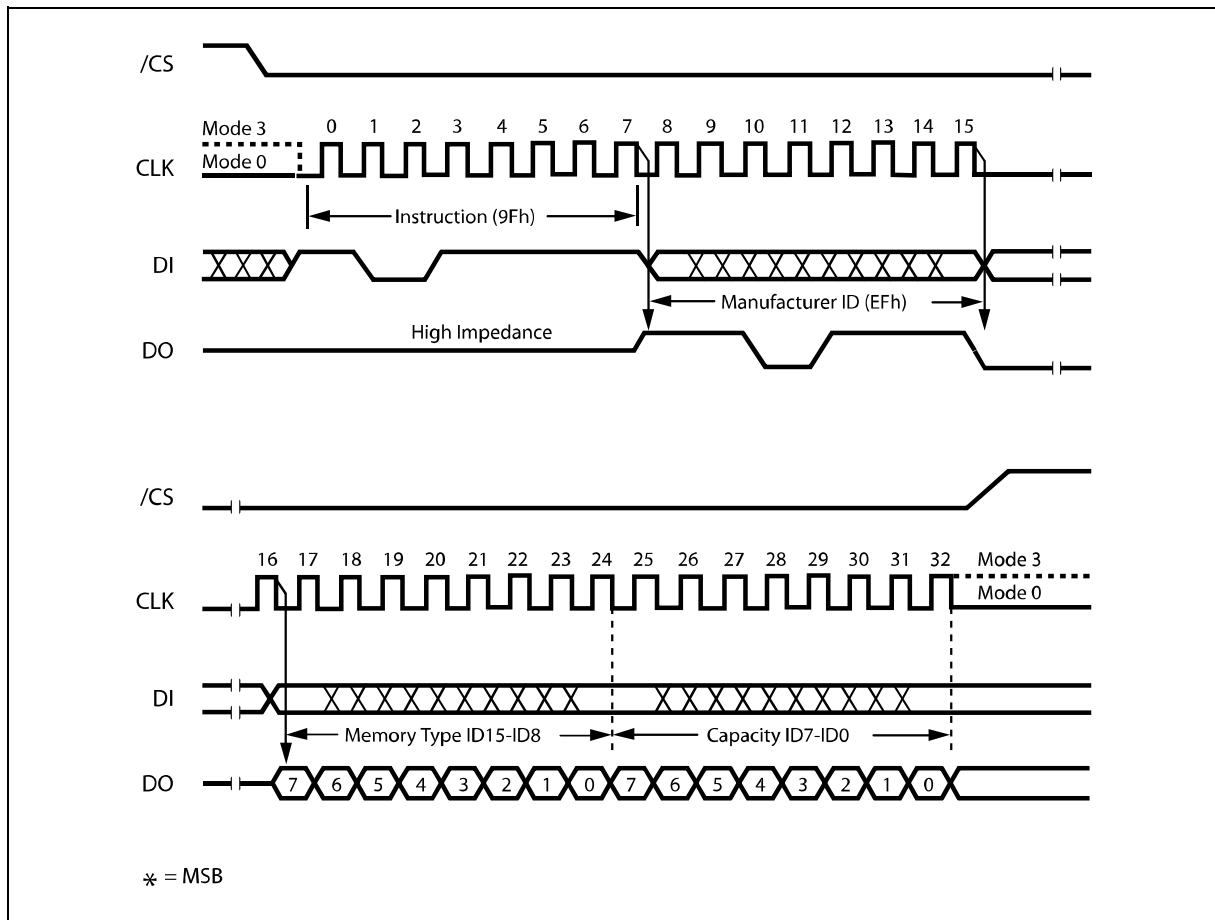 /CS
Mode 3
0 1 2 3 4 5 6 7 8 9 10 11 12 13 14 15
Mode 0
CLK
Instruction (9Fh)
DI
Manufacturer ID (EFh)
High Impedance
DO
/CS
16 17 18 19 20 21 22 23 24 25 26 27 28 29 30 31 32
Mode 3
CLK
Mode 0
DI
Memory Type ID15-ID8
Capacity ID7-ID0
DO
7 6 5 4 3 2 1 0 7 6 5 4 3 2 1 0
* = MSB